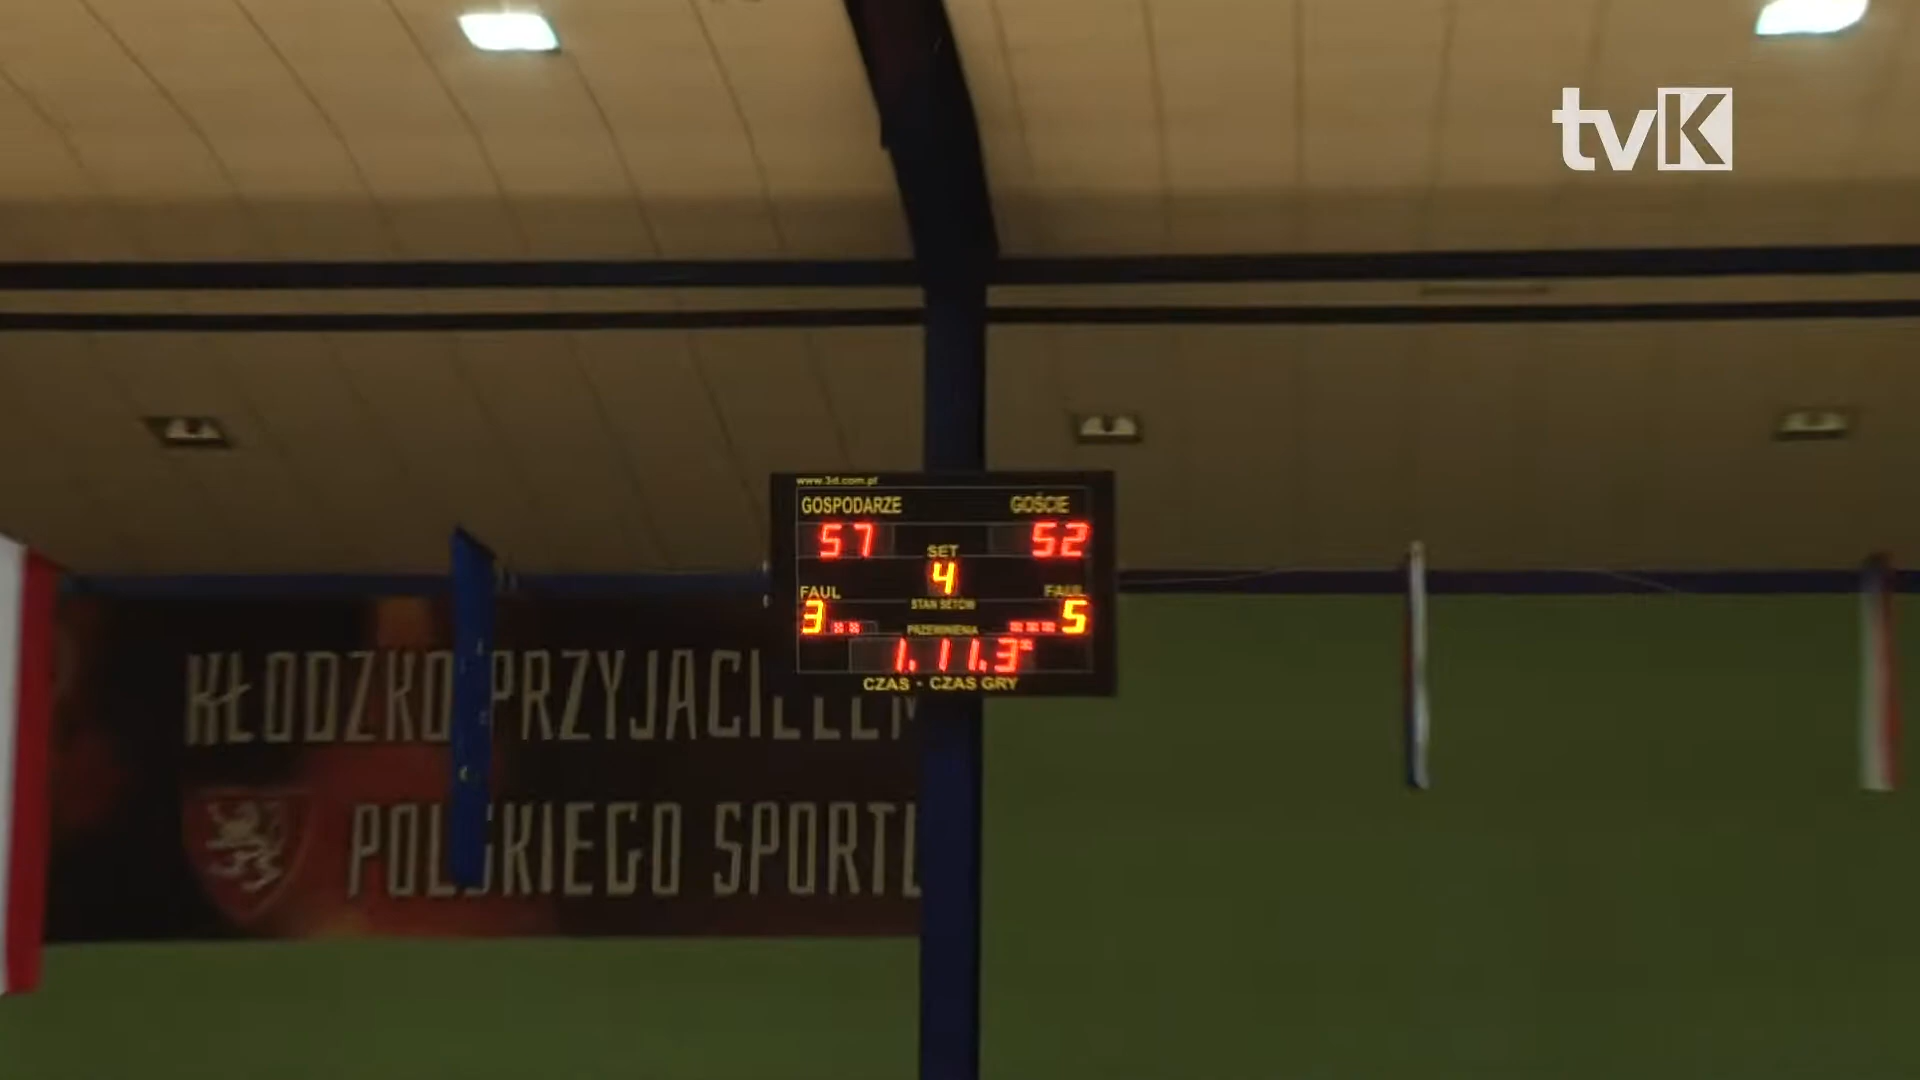 tvK
www.3d.com.pl
GOSPODARZE GOŚCIE
57 52
SET
4
FAUL FAUL
STAN SETÓW
3 5
PRZEWINIENIA
1.11.3
CZAS - CZAS GRY
KŁODZKO PRZYJACIELEM
POLSKIEGO SPORTU